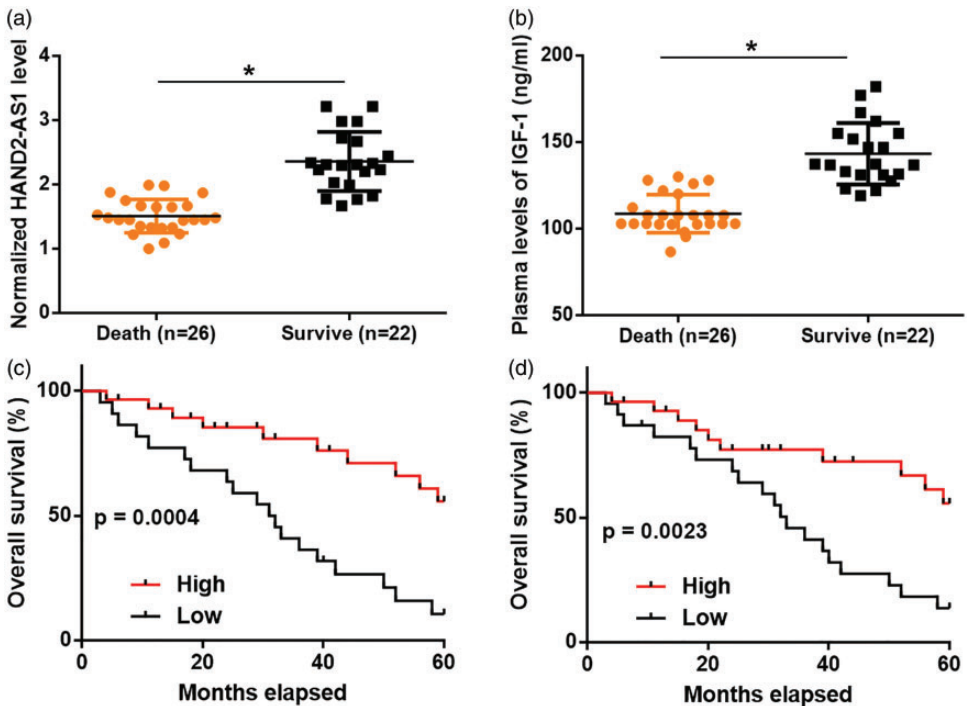 (a)
Normalized HAND2-AS1 level
4
3
2
1
0
*
Death (n=26)
Survive (n=22)
(b)
Plasma levels of IGF-1 (ng/ml)
200
150
100
50
*
Death (n=26)
Survive (n=22)
(c)
Overall survival (%)
100
50
0
p = 0.0004
High
Low
0
20
40
60
Months elapsed
(d)
Overall survival (%)
100
50
0
p = 0.0023
High
Low
0
20
40
60
Months elapsed